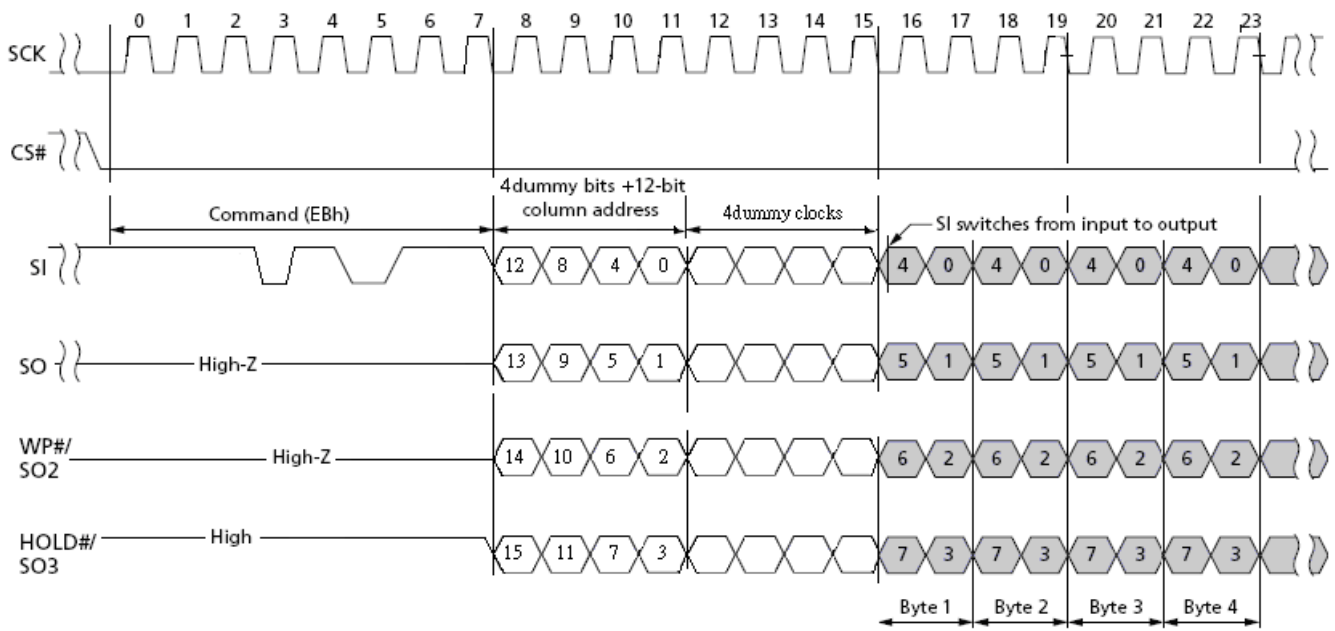 0 1 2 3 4 5 6 7 8 9 10 11 12 13 14 15 16 17 18 19 20 21 22 23
SCK
CS#
4dummy bits +12-bit
column address
Command (EBh)
4dummy clocks
SI switches from input to output
SI
12 8 4 0 4 0 4 0 4 0 4 0
SO
High-Z
13 9 5 1 5 1 5 1 5 1 5 1
WP#/
SO2
High-Z
14 10 6 2 6 2 6 2 6 2 6 2
HOLD#/
SO3
High
15 11 7 3 7 3 7 3 7 3 7 3
Byte 1 Byte 2 Byte 3 Byte 4